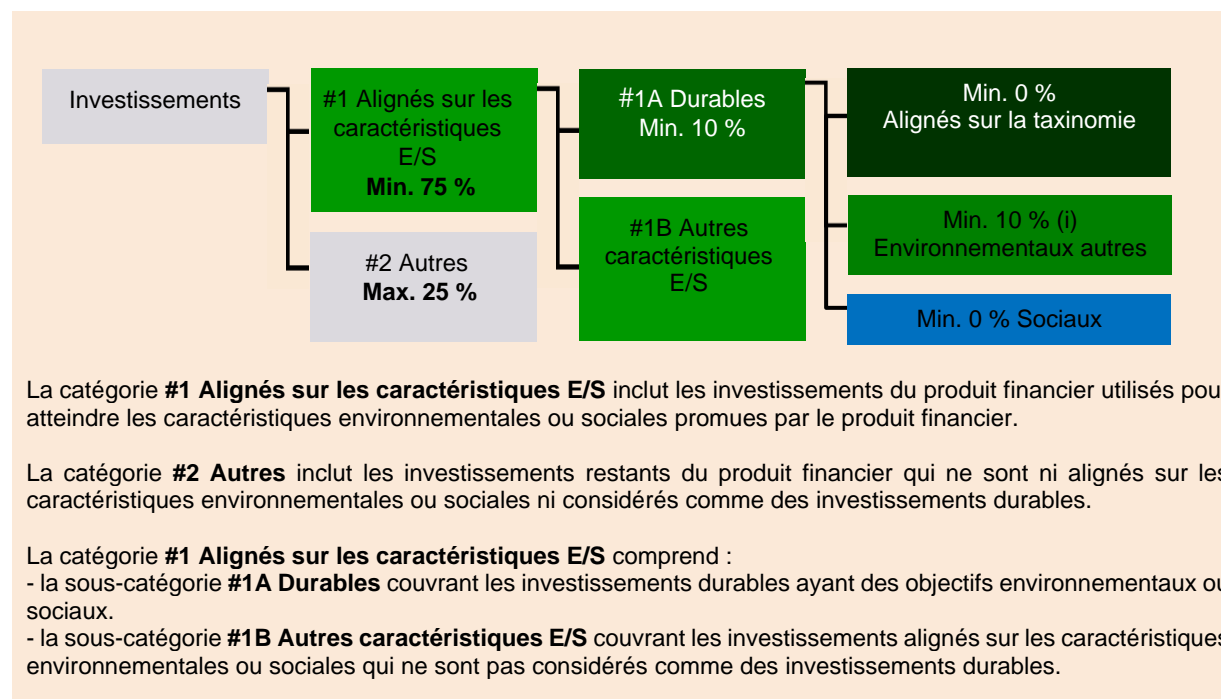 Investissements
#1 Alignés sur les
caractéristiques
E/S
Min. 75 %
#2 Autres
Max. 25 %
#1A Durables
Min. 10 %
#1B Autres
caractéristiques
E/S
Min. 0 %
Alignés sur la taxinomie
Min. 10 % (i)
Environnementaux autres
Min. 0 % Sociaux
La catégorie #1 Alignés sur les caractéristiques E/S inclut les investissements du produit financier utilisés pou
atteindre les caractéristiques environnementales ou sociales promues par le produit financier.
La catégorie #2 Autres inclut les investissements restants du produit financier qui ne sont ni alignés sur les
caractéristiques environnementales ou sociales ni considérés comme des investissements durables.
La catégorie #1 Alignés sur les caractéristiques E/S comprend :
- la sous-catégorie #1A Durables couvrant les investissements durables ayant des objectifs environnementaux ou
sociaux.
- la sous-catégorie #1B Autres caractéristiques E/S couvrant les investissements alignés sur les caractéristiques
environnementales ou sociales qui ne sont pas considérés comme des investissements durables.